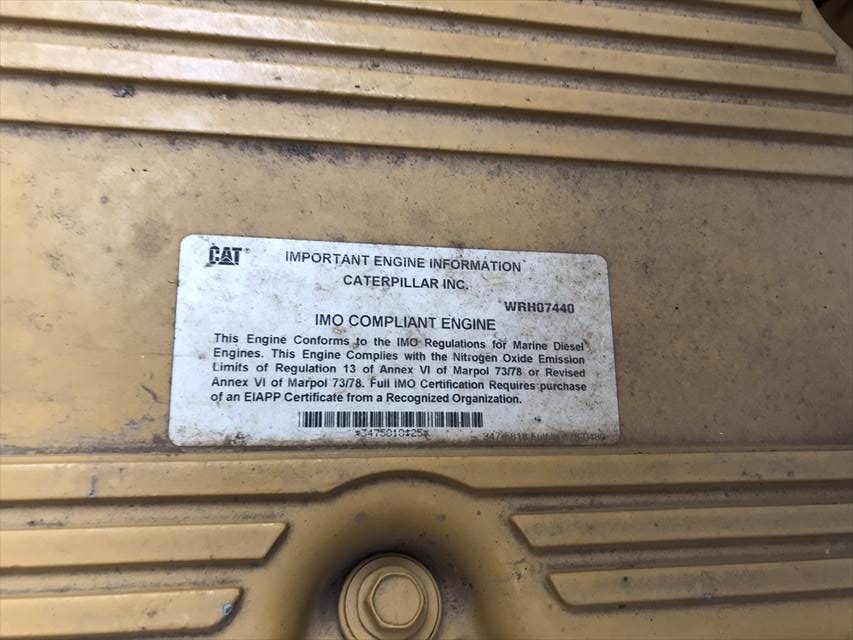 CAT®
IMPORTANT ENGINE INFORMATION
CATERPILLAR INC.
WRH07440
IMO COMPLIANT ENGINE
This Engine Conforms to the IMO Regulations for Marine Diesel
Engines. This Engine Complies with the Nitrogen Oxide Emission
Limits of Regulation 13 of Annex VI of Marpol 73/78 or Revised
Annex VI of Marpol 73/78. Full IMO Certification Requires purchase
of an EIAPP Certificate from a Recognized Organization.